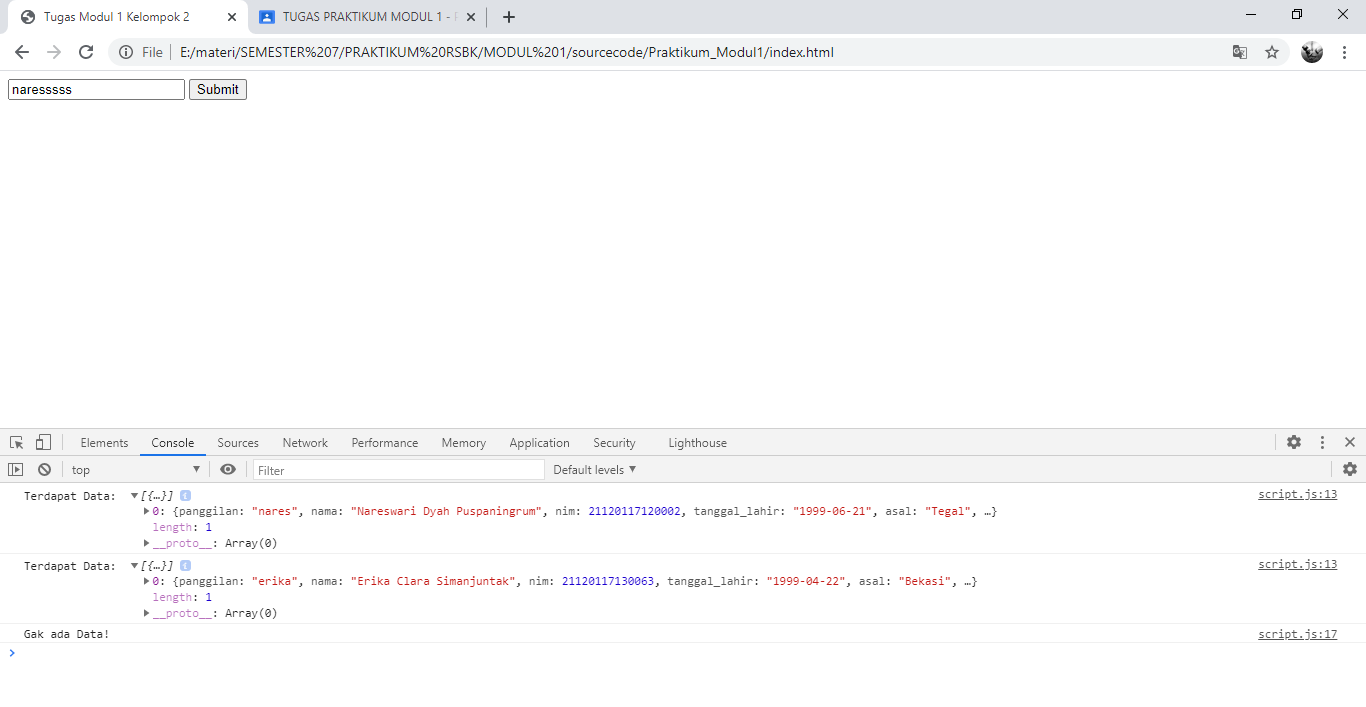 Tugas Modul 1 Kelompok 2
TUGAS PRAKTIKUM MODUL 1 -
File E:/materi/SEMESTER%207/PRAKTIKUM%20RSBK/MODUL%201/sourcecode/Praktikum_Modul1/index.html
naresssss Submit
Elements Console Sources Network Performance Memory Application Security Lighthouse
top ▼ Filter Default levels ▼
Terdapat Data: ▼[{…}] i script.js:13
▶0: {panggilan: "nares", nama: "Nareswari Dyah Puspaningrum", nim: 21120117120002, tanggal_lahir: "1999-06-21", asal: "Tegal", …}
length: 1
▶__proto__: Array(0)
Terdapat Data: ▼[{…}] i script.js:13
▶0: {panggilan: "erika", nama: "Erika Clara Simanjuntak", nim: 21120117130063, tanggal_lahir: "1999-04-22", asal: "Bekasi", …}
length: 1
▶__proto__: Array(0)
Gak ada Data! script.js:17
>